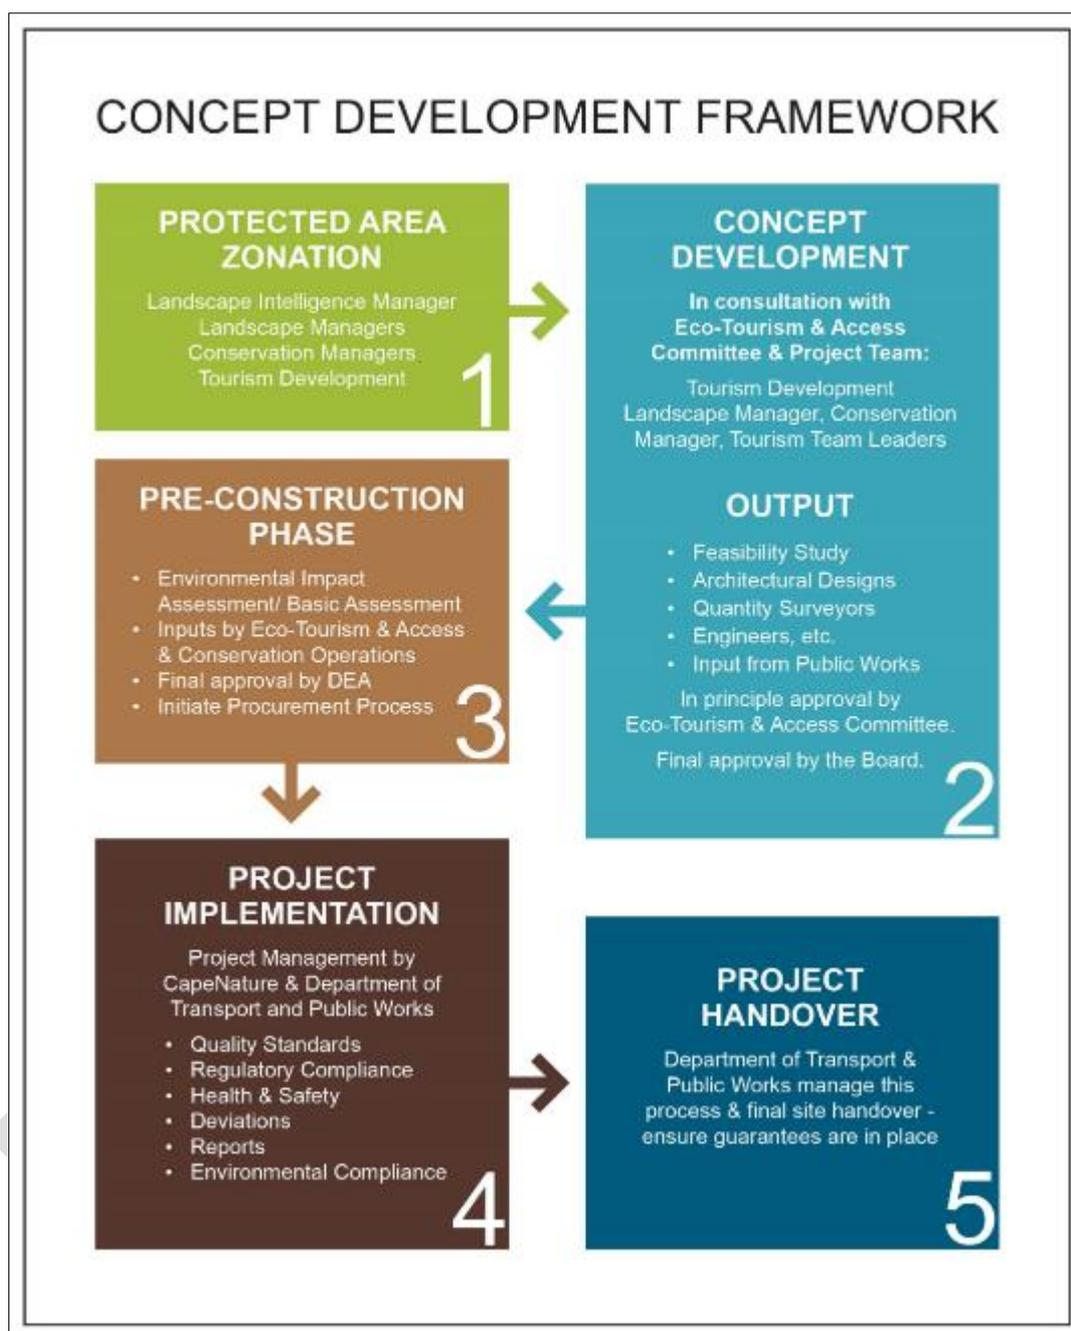 CONCEPT DEVELOPMENT FRAMEWORK
PROTECTED AREA
ZONATION
Landscape Intelligence Manager
Landscape Managers
Conservation Managers
Tourism Development
1
CONCEPT
DEVELOPMENT
In consultation with
Eco-Tourism & Access
Committee & Project Team:
Tourism Development
Landscape Manager, Conservation
Manager, Tourism Team Leaders
OUTPUT
• Feasibility Study
• Architectural Designs
• Quantity Surveyors
• Engineers, etc.
• Input from Public Works
In principle approval by
Eco-Tourism & Access Committee.
Final approval by the Board.
2
PRE-CONSTRUCTION
PHASE
• Environmental Impact
Assessment/ Basic Assessment
• Inputs by Eco-Tourism & Access
& Conservation Operations
• Final approval by DEA
• Initiate Procurement Process
3
PROJECT
IMPLEMENTATION
Project Management by
CapeNature & Department of
Transport and Public Works
• Quality Standards
• Regulatory Compliance
• Health & Safety
• Deviations
• Reports
• Environmental Compliance
4
PROJECT
HANDOVER
Department of Transport &
Public Works manage this
process & final site handover -
ensure guarantees are in place
5